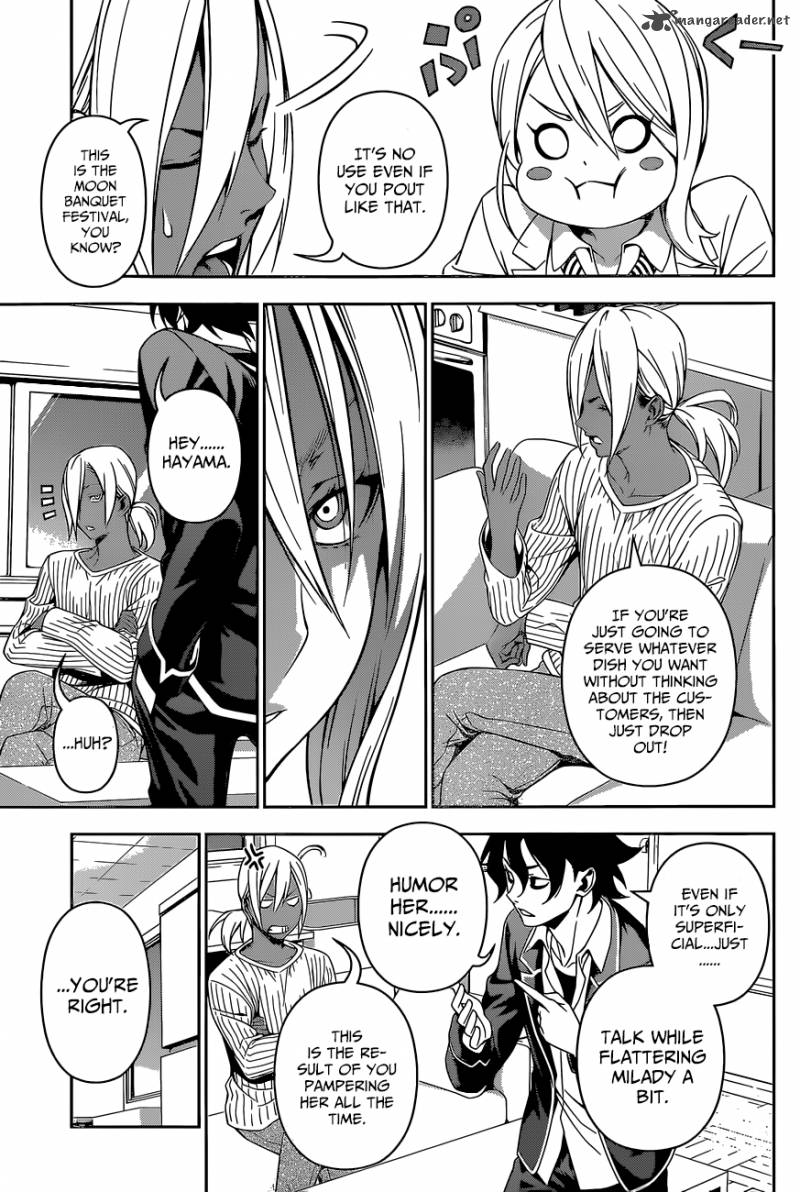 mangareader.net
ぷ
くー
IT'S NO
USE EVEN IF
YOU POUT
LIKE THAT.
THIS
IS THE
MOON
BANQUET
FESTIVAL,
YOU
KNOW?
IF YOU'RE
JUST GOING
TO SERVE WHATEVER
DISH YOU WANT
WITHOUT THINKING
ABOUT THE CUS-
TOMERS, THEN
JUST DROP
OUT!
HEY......
HAYAMA.
...HUH?
EVEN IF
IT'S ONLY
SUPERFI-
CIAL...JUST
......
TALK WHILE
FLATTERING
MILADY A
BIT.
HUMOR
HER......
NICELY.
THIS
IS THE RE-
SULT OF YOU
PAMPERING
HER ALL THE
TIME.
...YOU'RE
RIGHT.